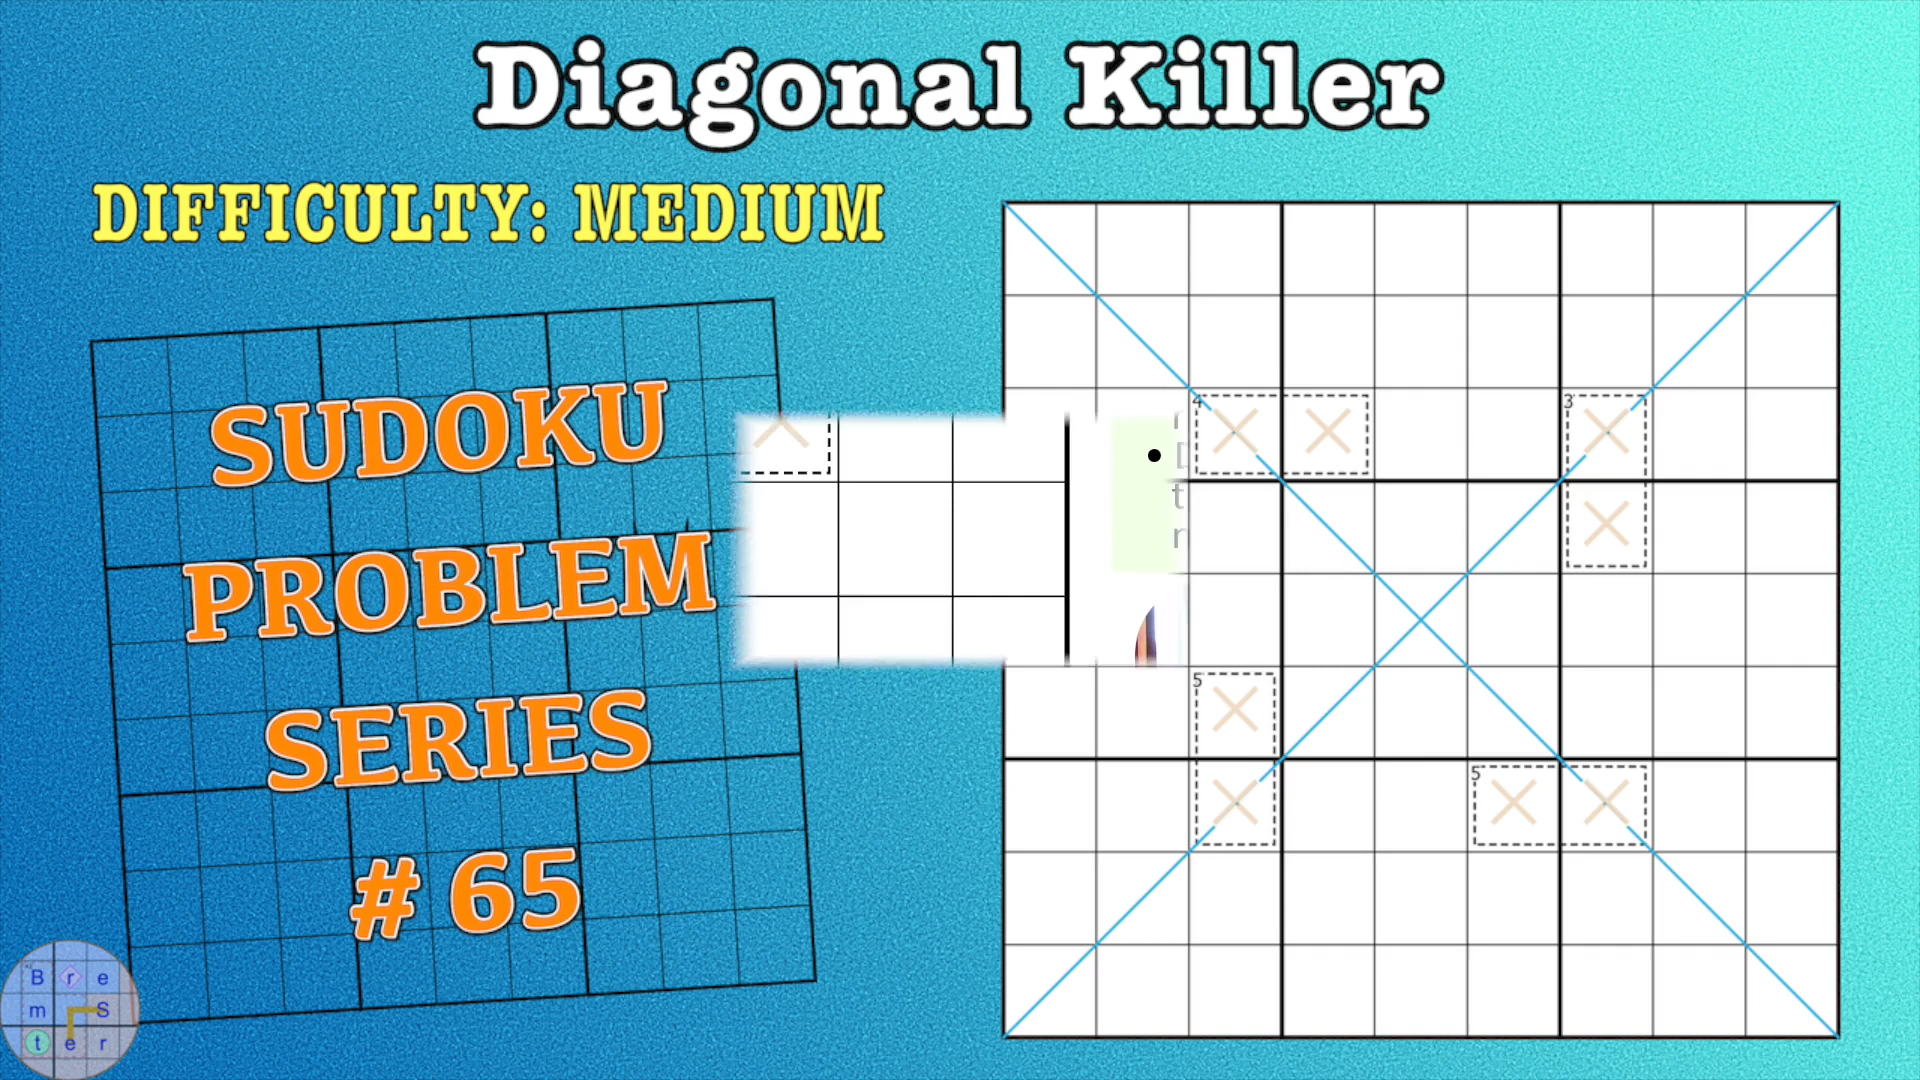 Diagonal Killer
DIFFICULTY: MEDIUM
SUDOKU
PROBLEM
SERIES
# 65
4
3
5
5
B r e
m S
t e r